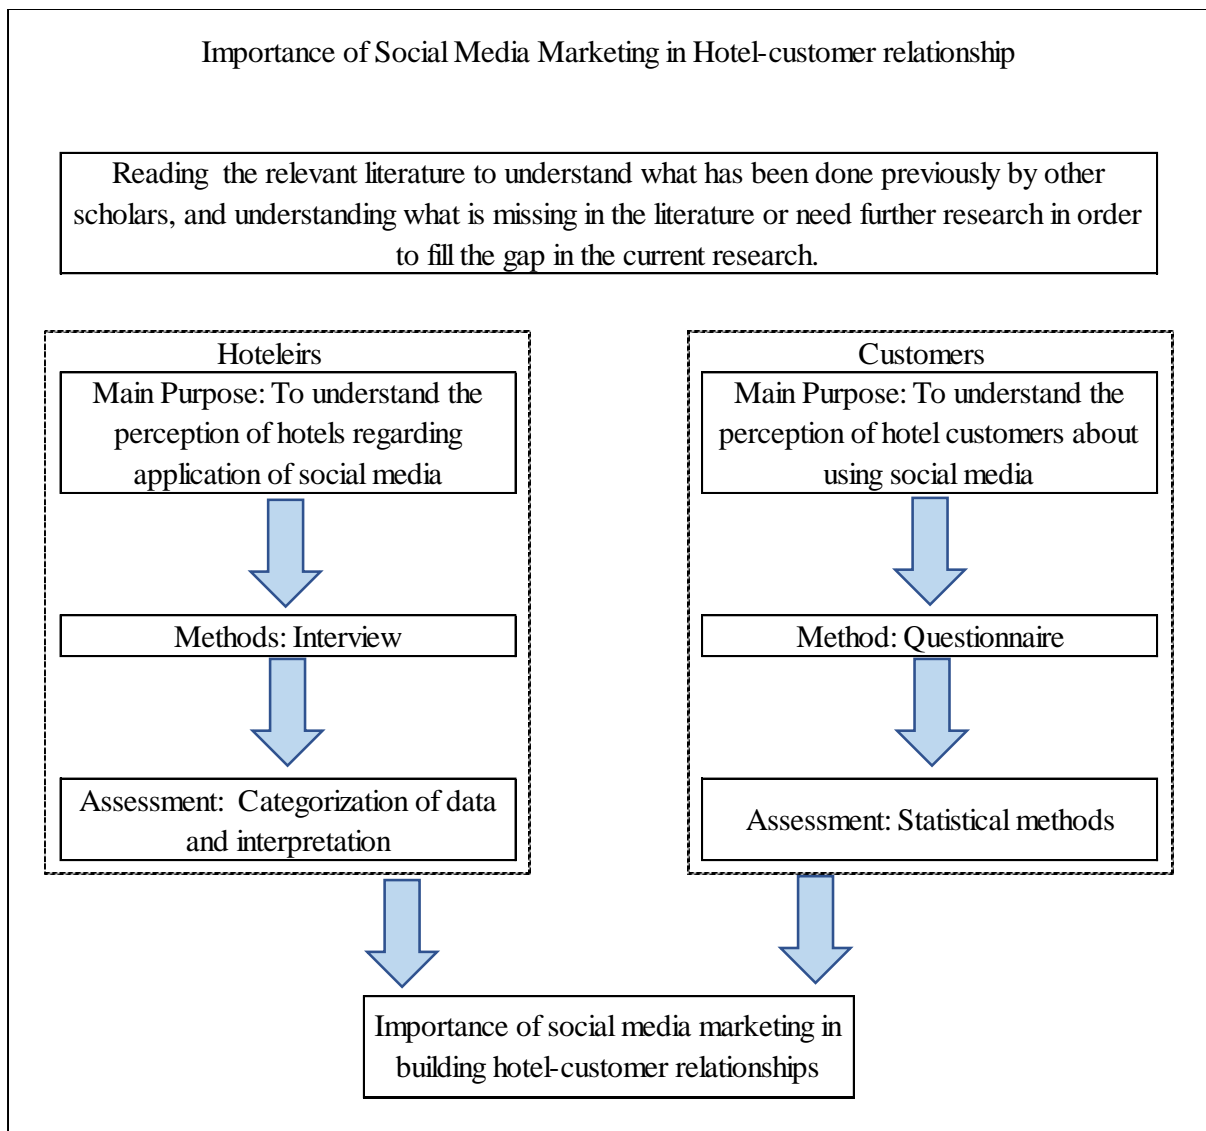 Importance of Social Media Marketing in Hotel-customer relationship
Reading the relevant literature to understand what has been done previously by other
scholars, and understanding what is missing in the literature or need further research in order
to fill the gap in the current research.
Hoteleirs
Main Purpose: To understand the
perception of hotels regarding
application of social media
Methods: Interview
Assessment: Categorization of data
and interpretation
Customers
Main Purpose: To understand the
perception of hotel customers about
using social media
Method: Questionnaire
Assessment: Statistical methods
Importance of social media marketing in
building hotel-customer relationships